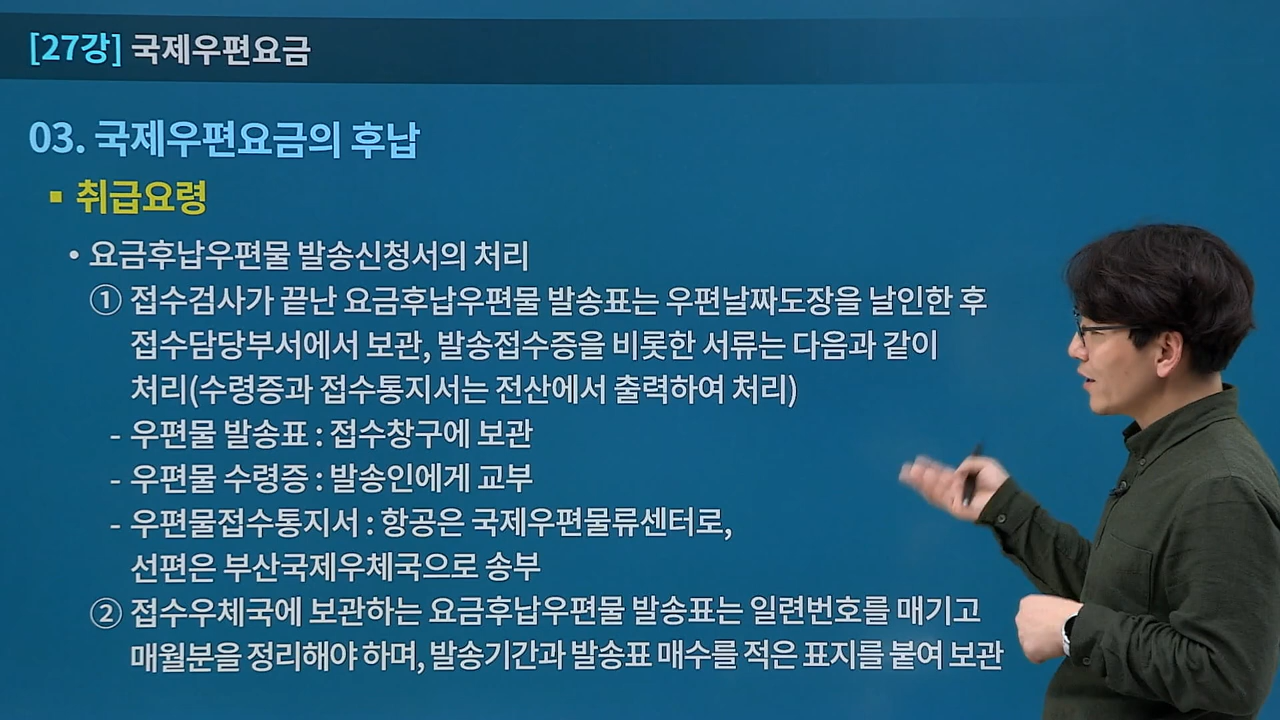 [27강] 국제우편요금
03. 국제우편요금의 후납
▪ 취급요령
• 요금후납우편물 발송신청서의 처리
① 접수검사가 끝난 요금후납우편물 발송표는 우편날짜도장을 날인한 후
접수담당부서에서 보관, 발송접수증을 비롯한 서류는 다음과 같이
처리(수령증과 접수통지서는 전산에서 출력하여 처리)
- 우편물 발송표 : 접수창구에 보관
- 우편물 수령증 : 발송인에게 교부
- 우편물접수통지서 : 항공은 국제우편물류센터로,
선편은 부산국제우체국으로 송부
② 접수우체국에 보관하는 요금후납우편물 발송표는 일련번호를 매기고
매월분을 정리해야 하며, 발송기간과 발송표 매수를 적은 표지를 붙여 보관